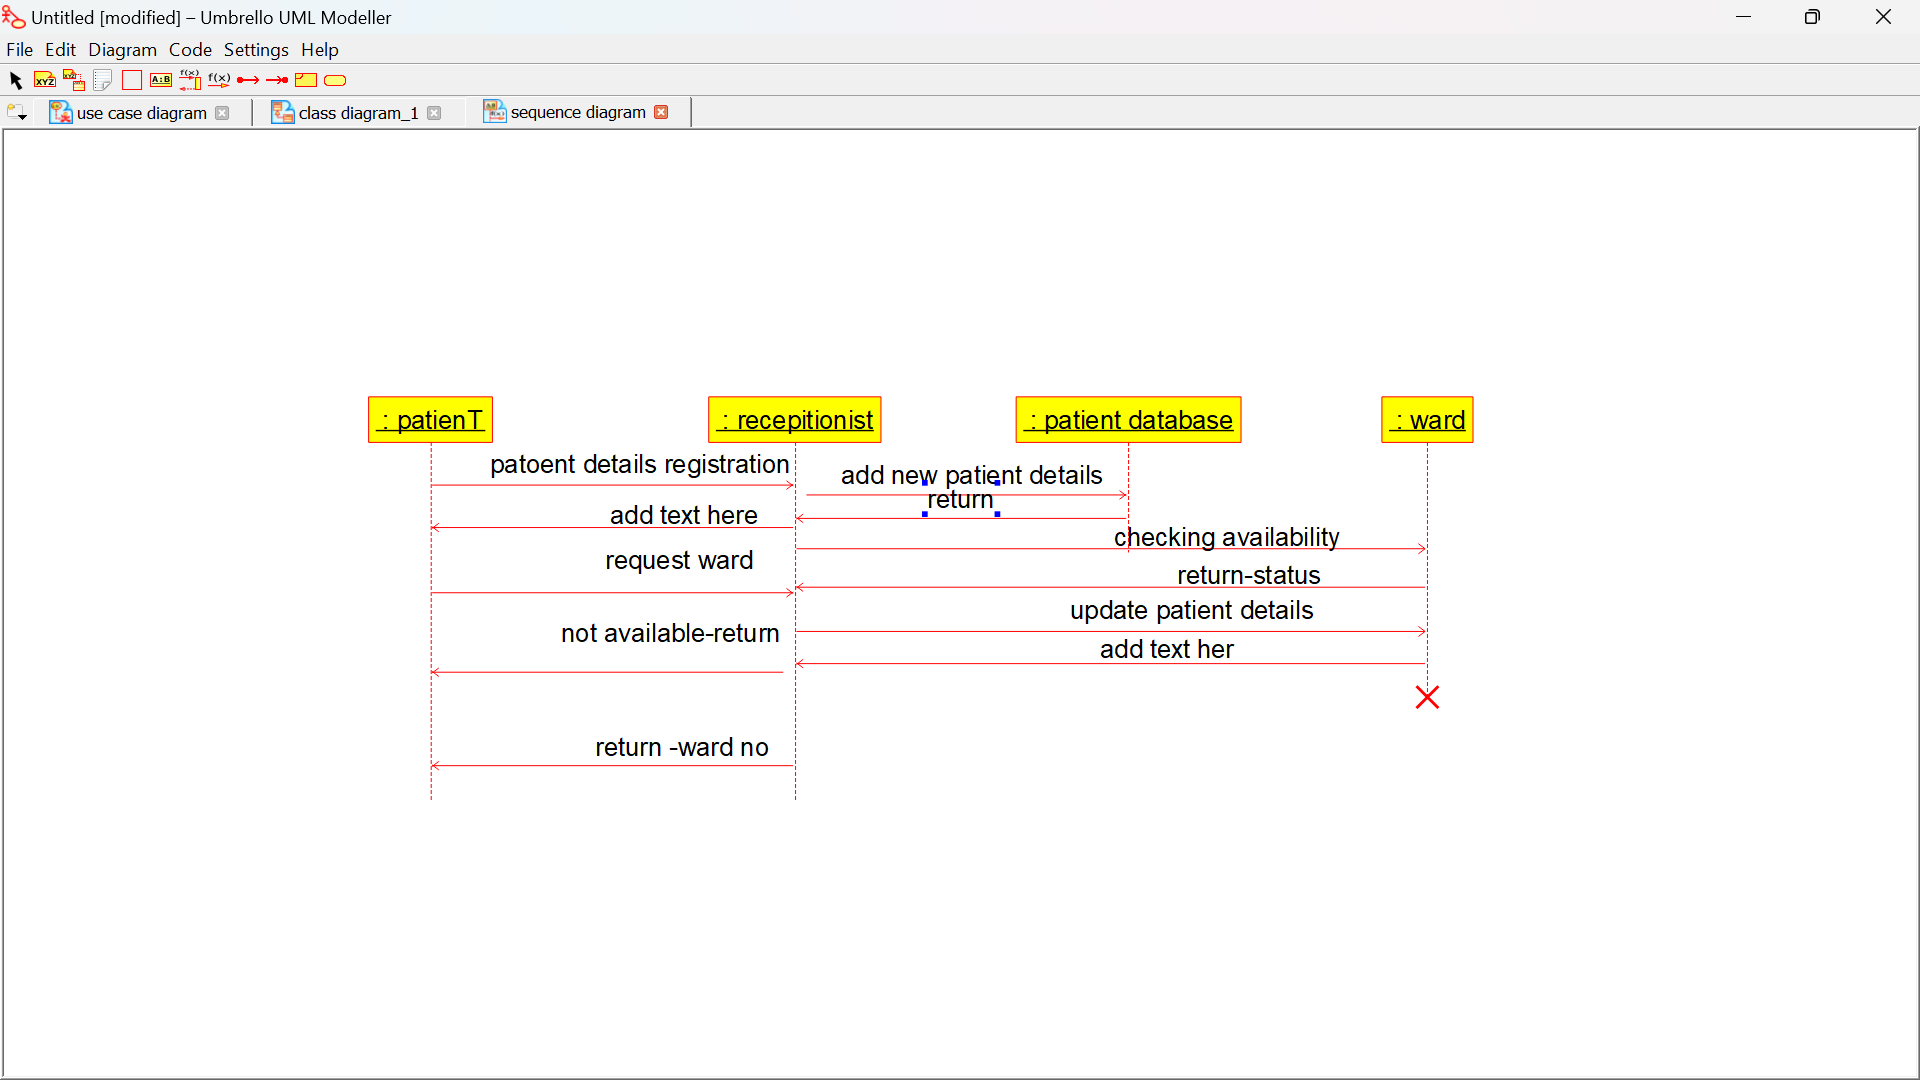 Untitled [modified] – Umbrello UML Modeller
File Edit Diagram Code Settings Help
XYZ XYZ A:B f(x) f(x)
use case diagram class diagram_1 sequence diagram
: patienT : recepitionist : patient database : ward
patoent details registration
add new patient details
return
add text here
checking availability
request ward
return-status
update patient details
not available-return
add text her
return -ward no